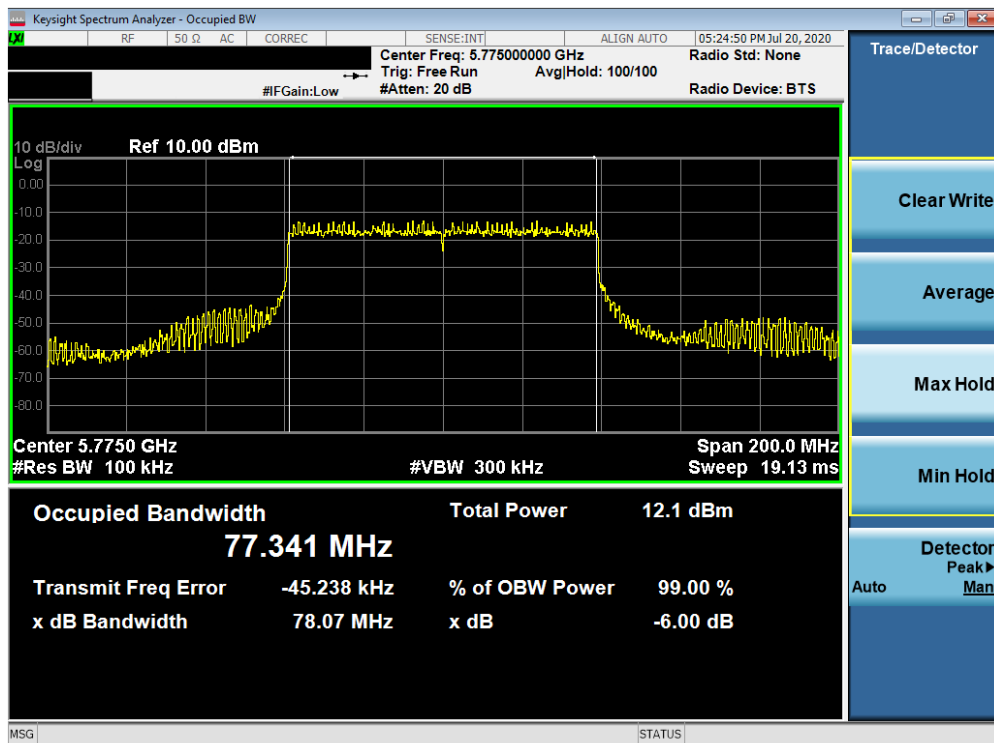 Keysight Spectrum Analyzer - Occupied BW
LXI RF 50 Ω AC CORREC SENSE:INT ALIGN AUTO 05:24:50 PM Jul 20, 2020
Center Freq: 5.775000000 GHz Radio Std: None
Trig: Free Run Avg|Hold: 100/100
#IFGain:Low #Atten: 20 dB Radio Device: BTS
10 dB/div Ref 10.00 dBm
Log
0.00
-10.0
-20.0
-30.0
-40.0
-50.0
-60.0
-70.0
-80.0
Center 5.7750 GHz Span 200.0 MHz
#Res BW 100 kHz #VBW 300 kHz Sweep 19.13 ms
Occupied Bandwidth Total Power 12.1 dBm
77.341 MHz
Transmit Freq Error -45.238 kHz % of OBW Power 99.00 %
x dB Bandwidth 78.07 MHz x dB -6.00 dB
MSG STATUS
Trace/Detector
Clear Write
Average
Max Hold
Min Hold
Detector
Peak▶
Auto Man